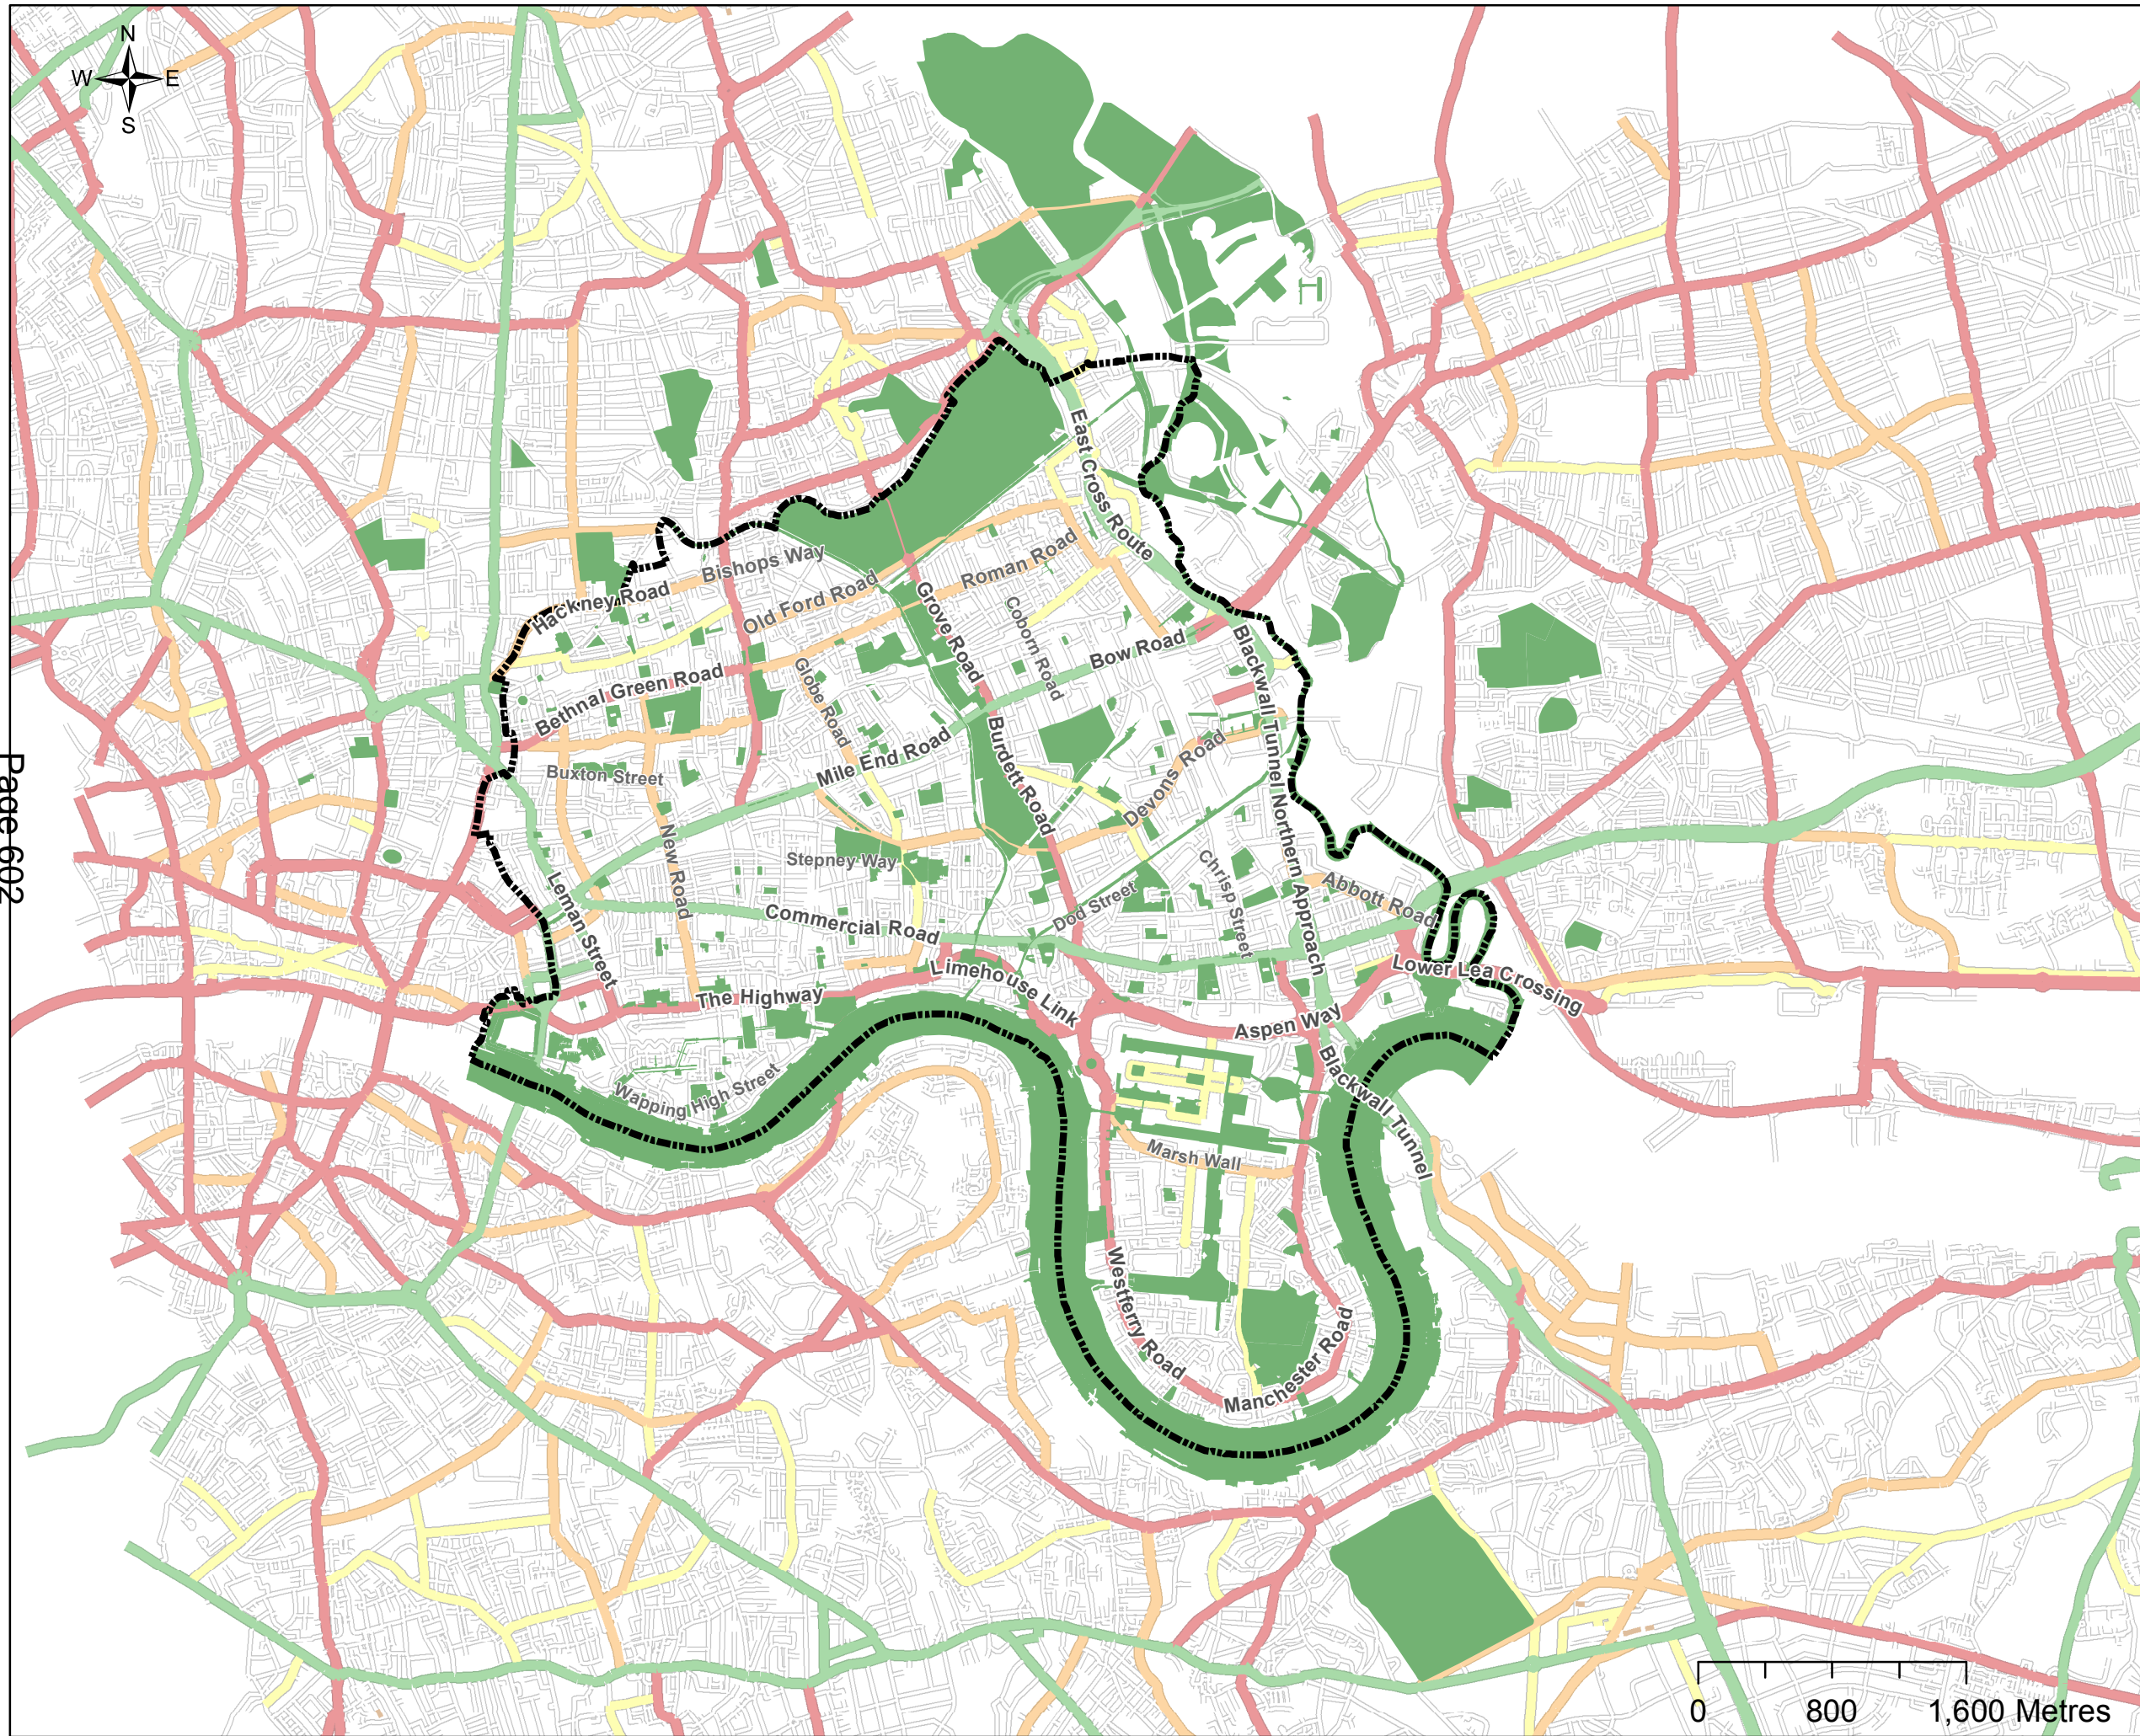 N
W E
S
East Cross Route
Bishops Way
Roman Road
Hackney Road
Old Ford Road
Grove Road
Coborn Road
Bow Road
Blackwall Tunnel Northern Approach
Bethnal Green Road
Globe Road
Burdett Road
Mile End Road
Devons Road
Buxton Street
Page 602
New Road
Stepney Way
Chrisp Street
Abbott Road
Leman Street
Dod Street
Commercial Road
Limehouse Link
Lower Lea Crossing
The Highway
Aspen Way
Blackwall Tunnel
Wapping High Street
Marsh Wall
Westferry Road
Manchester Road
0 800 1,600 Metres